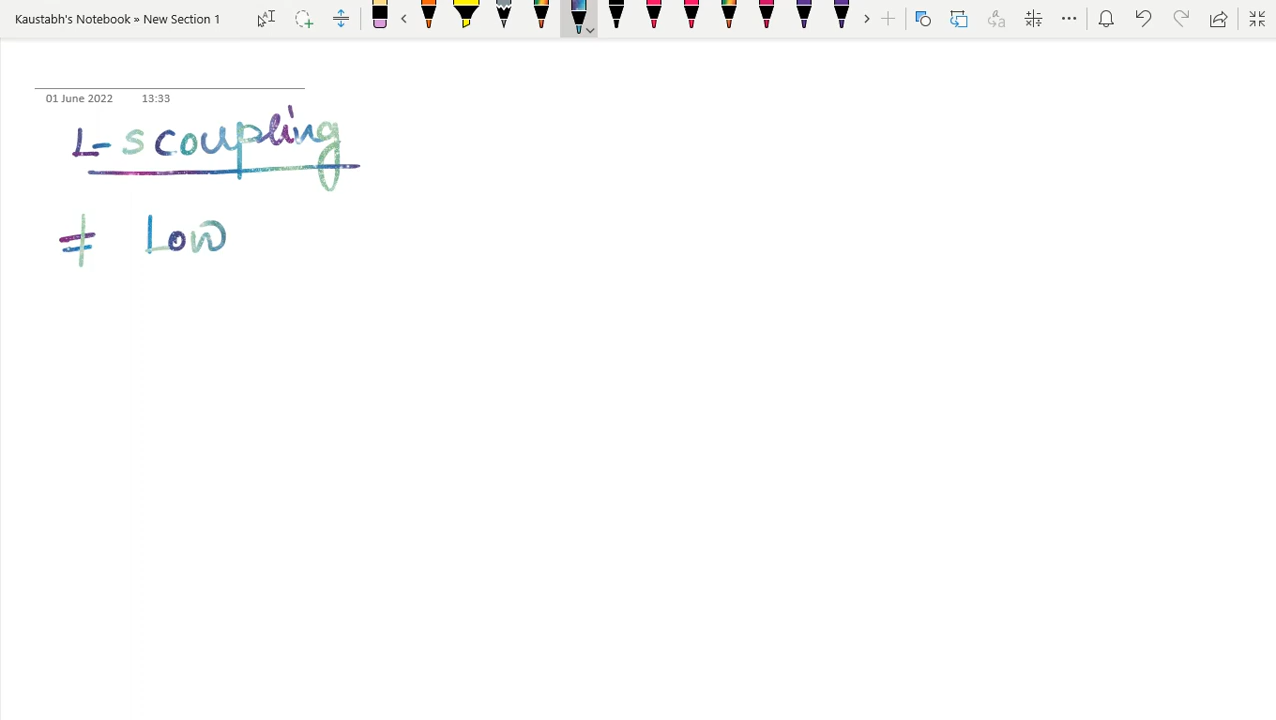 Kaustabh's Notebook » New Section 1
01 June 2022 13:33
L-S coupling
≠ Low